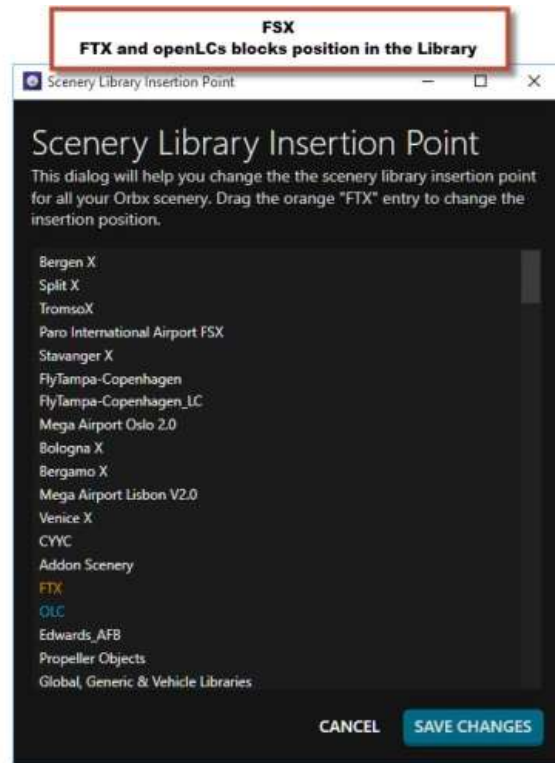 FSX
FTX and openLCs blocks position in the Library
Scenery Library Insertion Point
Scenery Library Insertion Point
This dialog will help you change the the scenery library insertion point
for all your Orbx scenery. Drag the orange "FTX" entry to change the
insertion position.
Bergen X
Split X
TromsoX
Paro International Airport FSX
Stavanger X
FlyTampa-Copenhagen
FlyTampa-Copenhagen_LC
Mega Airport Oslo 2.0
Bologna X
Bergamo X
Mega Airport Lisbon V2.0
Venice X
CYYC
Addon Scenery
FTX
OLC
Edwards_AFB
Propeller Objects
Global, Generic & Vehicle Libraries
CANCEL SAVE CHANGES